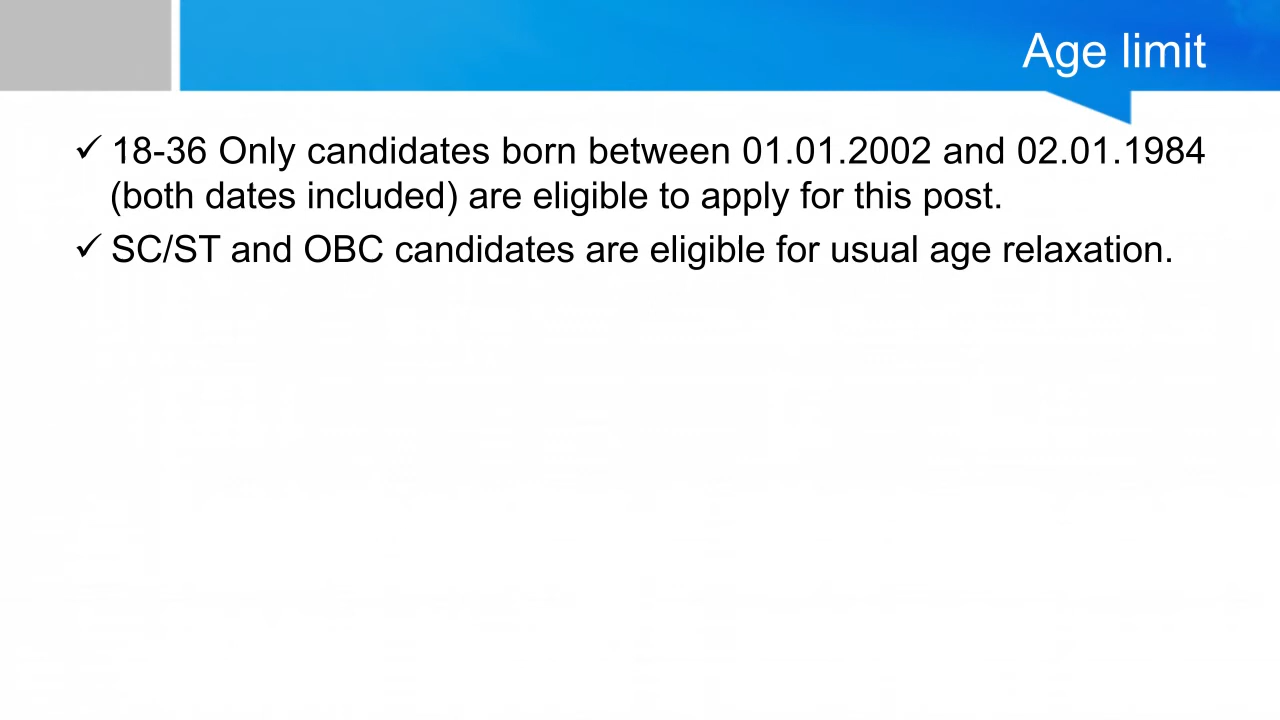 Age limit
✓ 18-36 Only candidates born between 01.01.2002 and 02.01.1984
(both dates included) are eligible to apply for this post.
✓ SC/ST and OBC candidates are eligible for usual age relaxation.